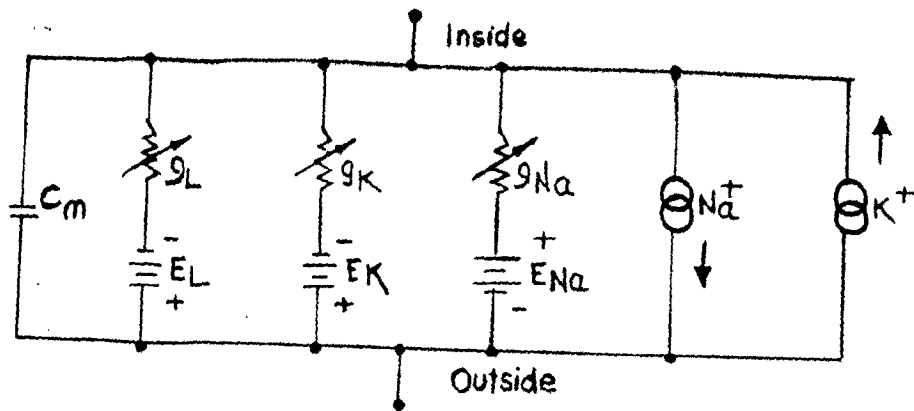 Inside
Cm
gL
gK
gNa
Na+
K+
-
EL
+
-
EK
+
+
ENa
-
Outside